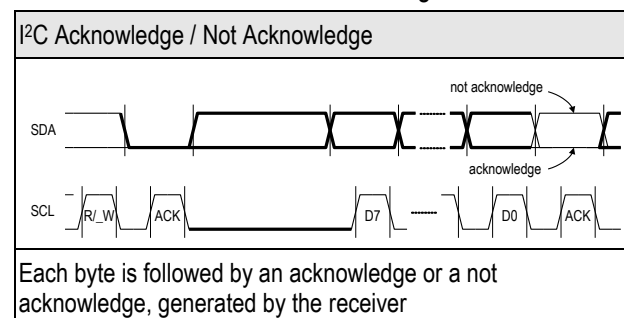 I²C Acknowledge / Not Acknowledge
not acknowledge
SDA
acknowledge
SCL R/_W ACK D7 D0 ACK
Each byte is followed by an acknowledge or a not
acknowledge, generated by the receiver